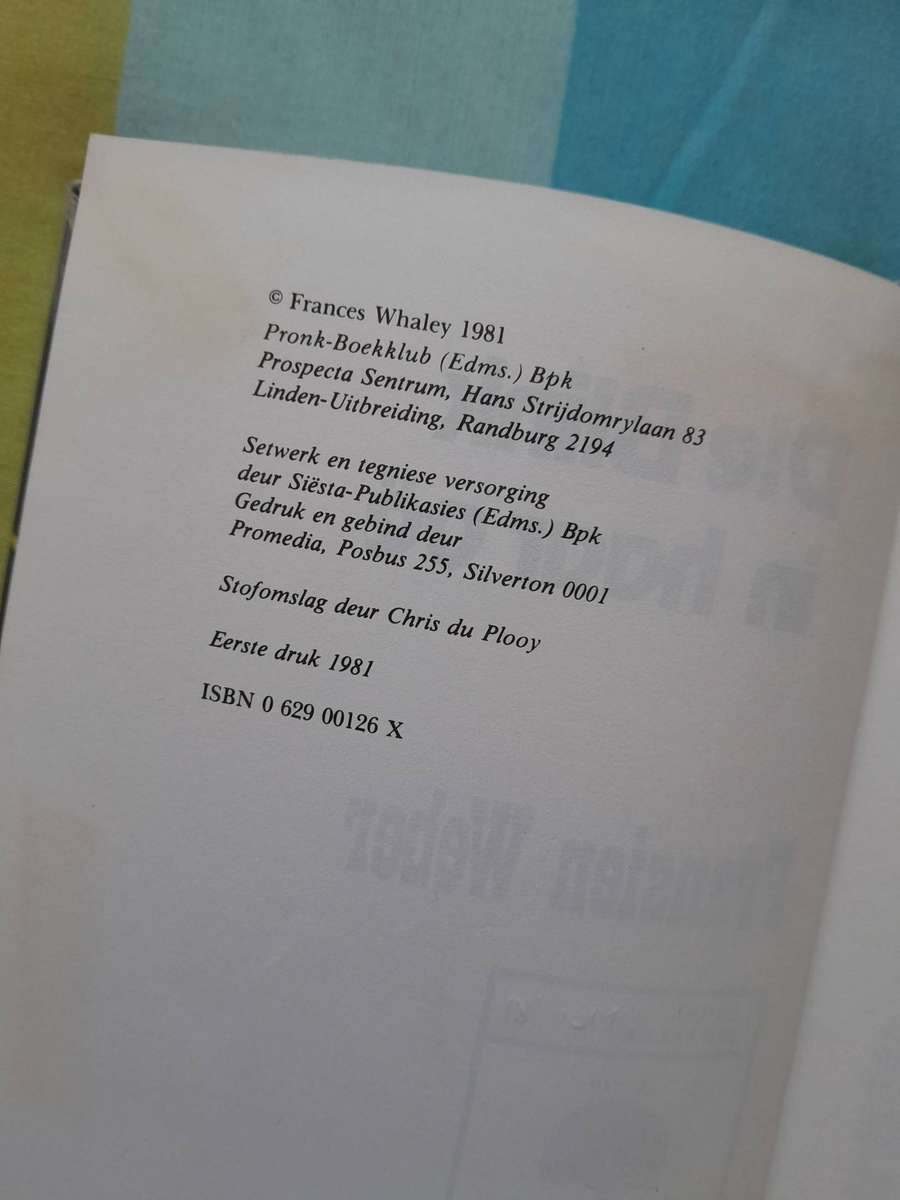 © Frances Whaley 1981
Pronk-Boekklub (Edms.) Bpk
Prospecta Sentrum, Hans Strijdomrylaan 83
Linden-Uitbreiding, Randburg 2194
Setwerk en tegniese versorging
deur Siësta-Publikasies (Edms.) Bpk
Gedruk en gebind deur
Promedia, Posbus 255, Silverton 0001
Stofomslag deur Chris du Plooy
Eerste druk 1981
ISBN 0 629 00126 X
Fransien Weber